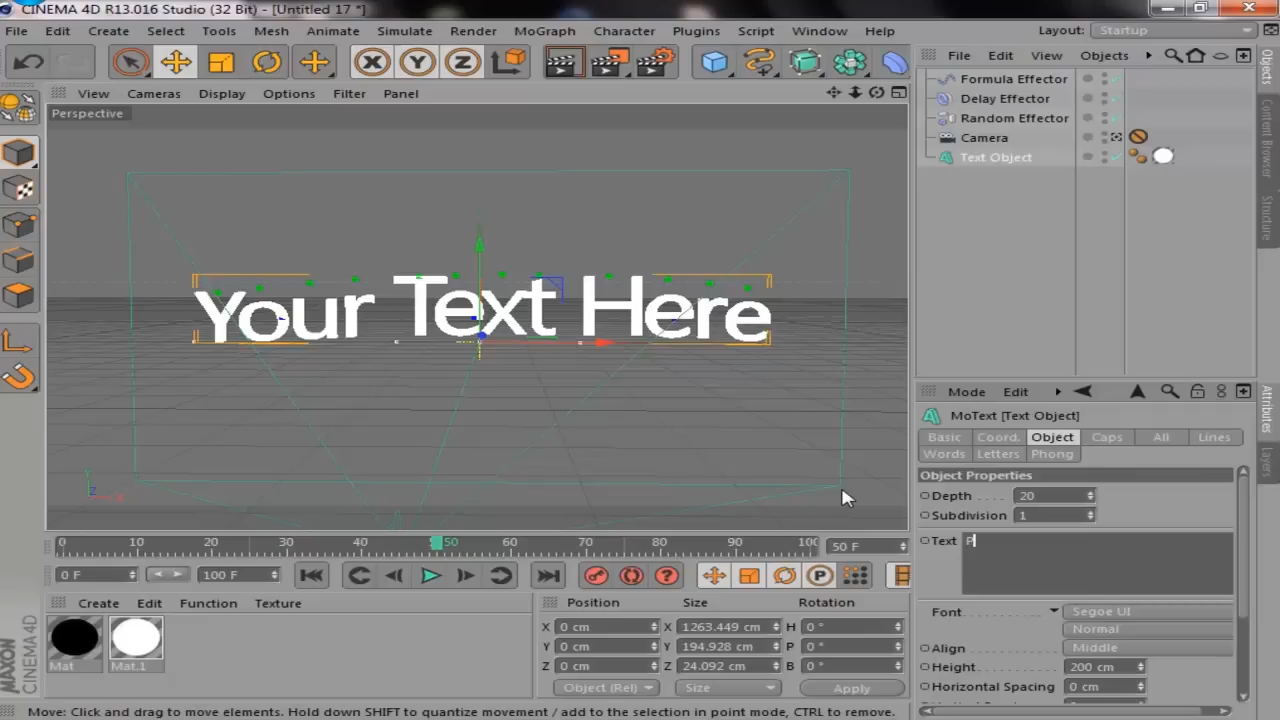 CINEMA 4D R13.016 Studio (32 Bit) - [Untitled 17 *]
File Edit Create Select Tools Mesh Animate Simulate Render MoGraph Character Plugins Script Window Help Layout: Startup
X Y Z
File Edit View Objects
View Cameras Display Options Filter Panel
Perspective
Formula Effector
Delay Effector
Random Effector
Camera
Text Object
Objects
Content Browser
Structure
Your Text Here
Y
Z
Mode Edit
MoText [Text Object]
Basic Coord. Object Caps All Lines
Words Letters Phong
Object Properties
Depth 20
Subdivision 1
Text P
Font Segoe UI
Normal
Align Middle
Height 200 cm
Horizontal Spacing 0 cm
Attributes
Layers
0 10 20 30 40 50 60 70 80 90 100 50 F
0 F 100 F P
Create Edit Function Texture
Mat Mat.1
Position Size Rotation
X 0 cm X 1263.449 cm H 0 °
Y 0 cm Y 194.928 cm P 0 °
Z 0 cm Z 24.092 cm B 0 °
Object (Rel) Size Apply
MAXON
CINEMA 4D
Move: Click and drag to move elements. Hold down SHIFT to quantize movement / add to the selection in point mode, CTRL to remove.